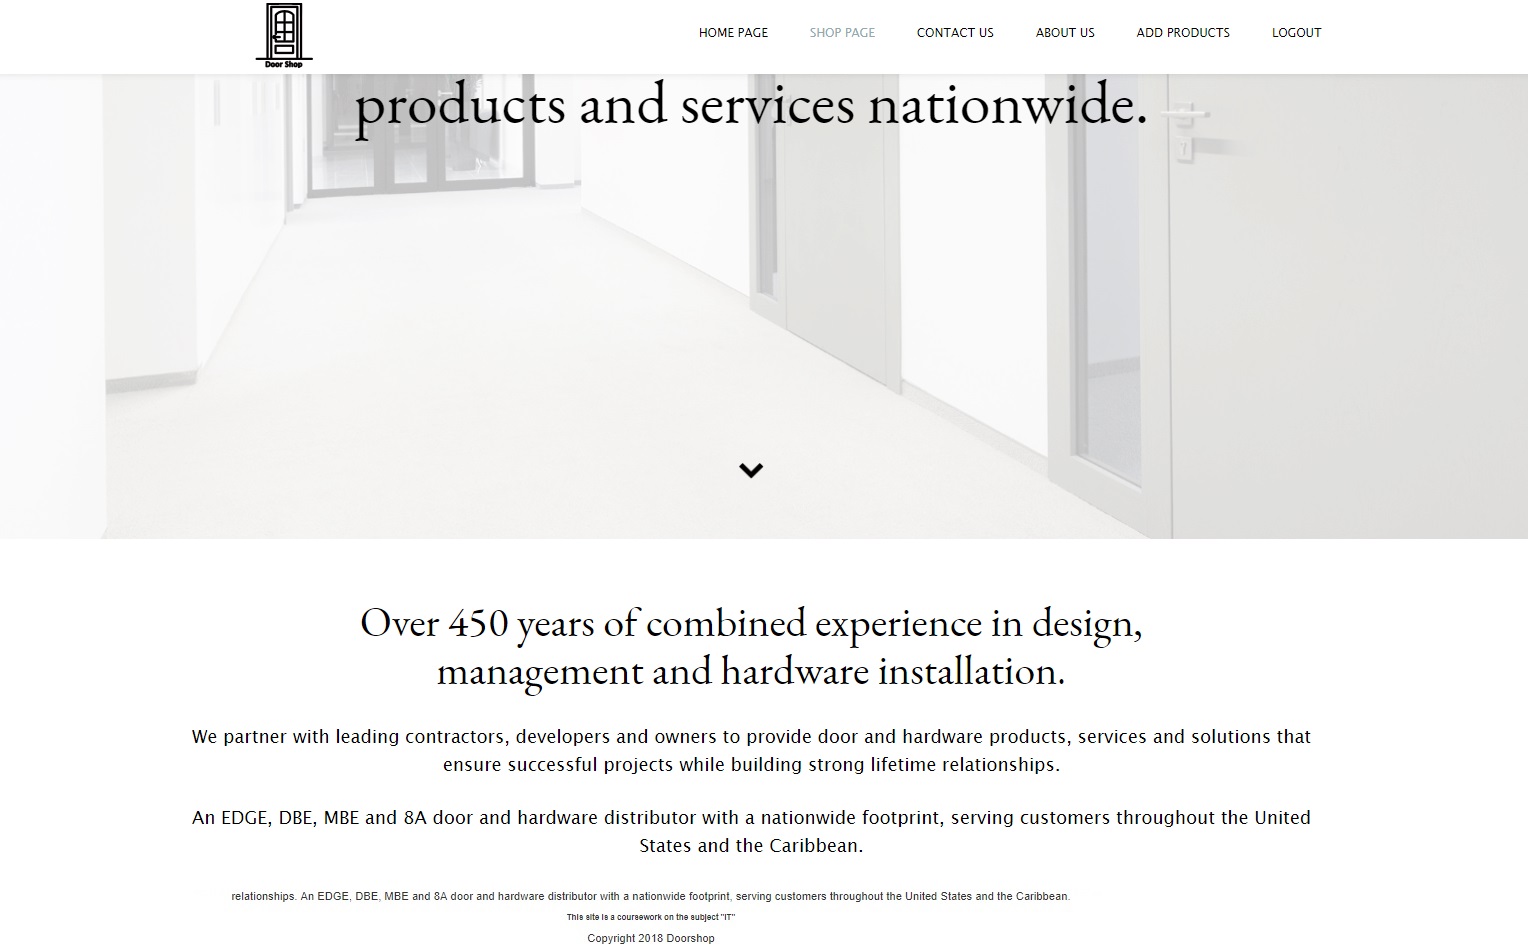 Door Shop
HOME PAGE
SHOP PAGE
CONTACT US
ABOUT US
ADD PRODUCTS
LOGOUT
products and services nationwide.
Over 450 years of combined experience in design,
management and hardware installation.
We partner with leading contractors, developers and owners to provide door and hardware products, services and solutions that
ensure successful projects while building strong lifetime relationships.
An EDGE, DBE, MBE and 8A door and hardware distributor with a nationwide footprint, serving customers throughout the United
States and the Caribbean.
relationships. An EDGE, DBE, MBE and 8A door and hardware distributor with a nationwide footprint, serving customers throughout the United States and the Caribbean.
This site is a coursework on the subject "IT"
Copyright 2018 Doorshop